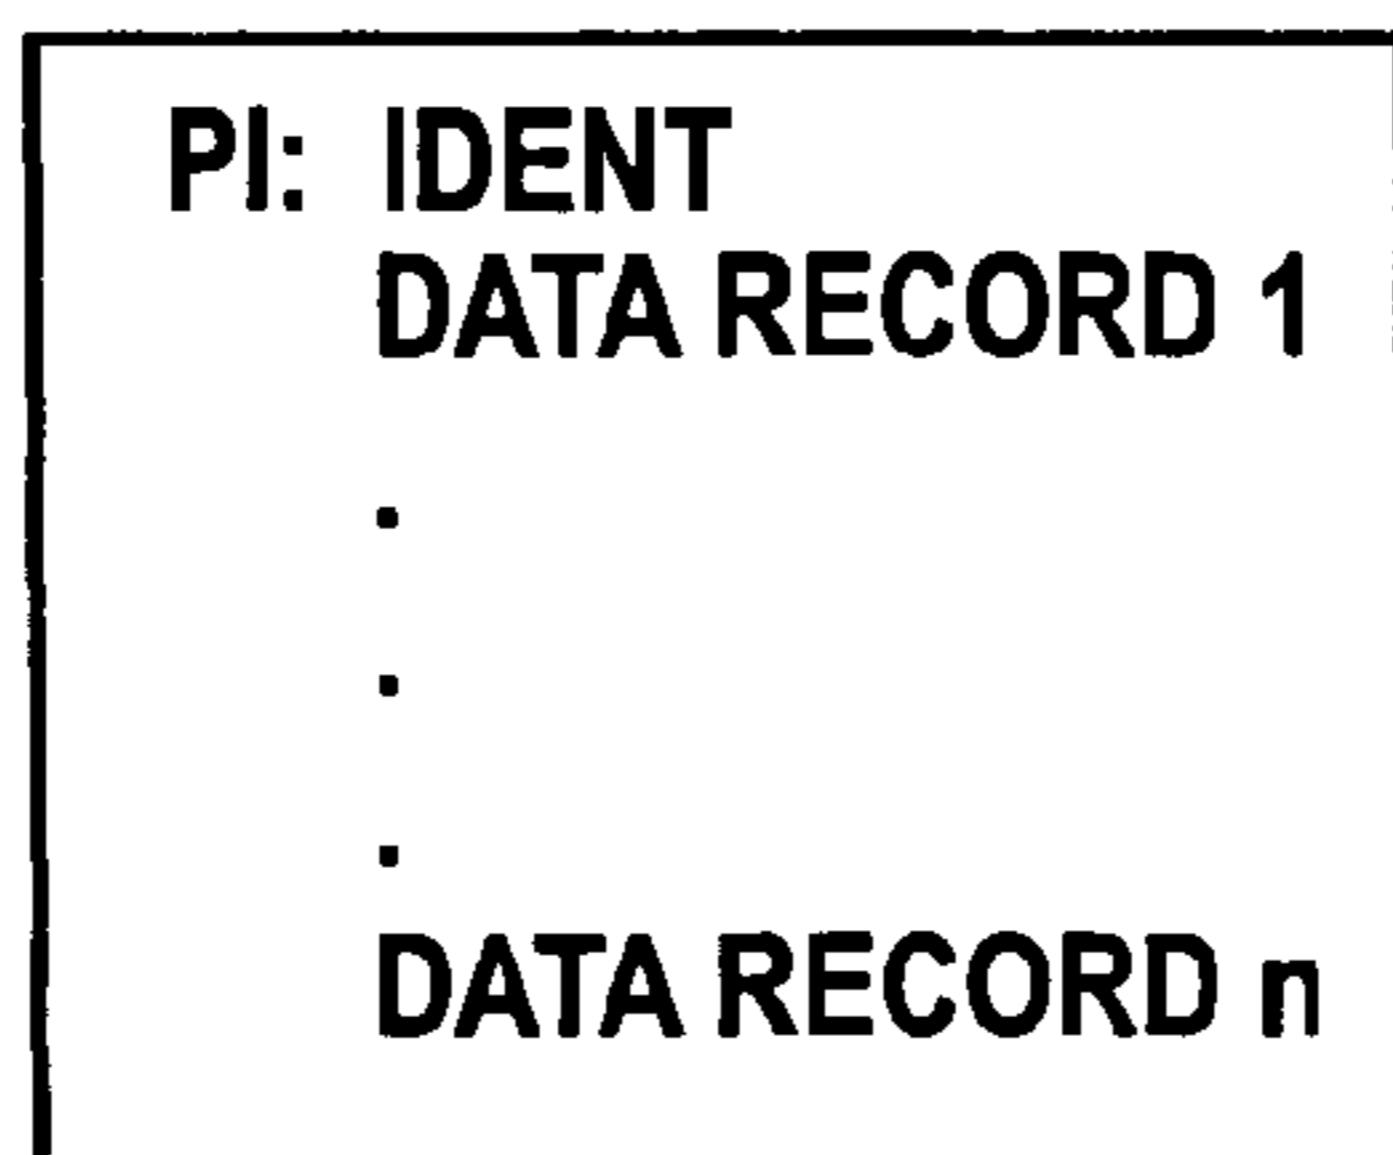 PI: IDENT
DATA RECORD 1
.
.
.
DATA RECORD n